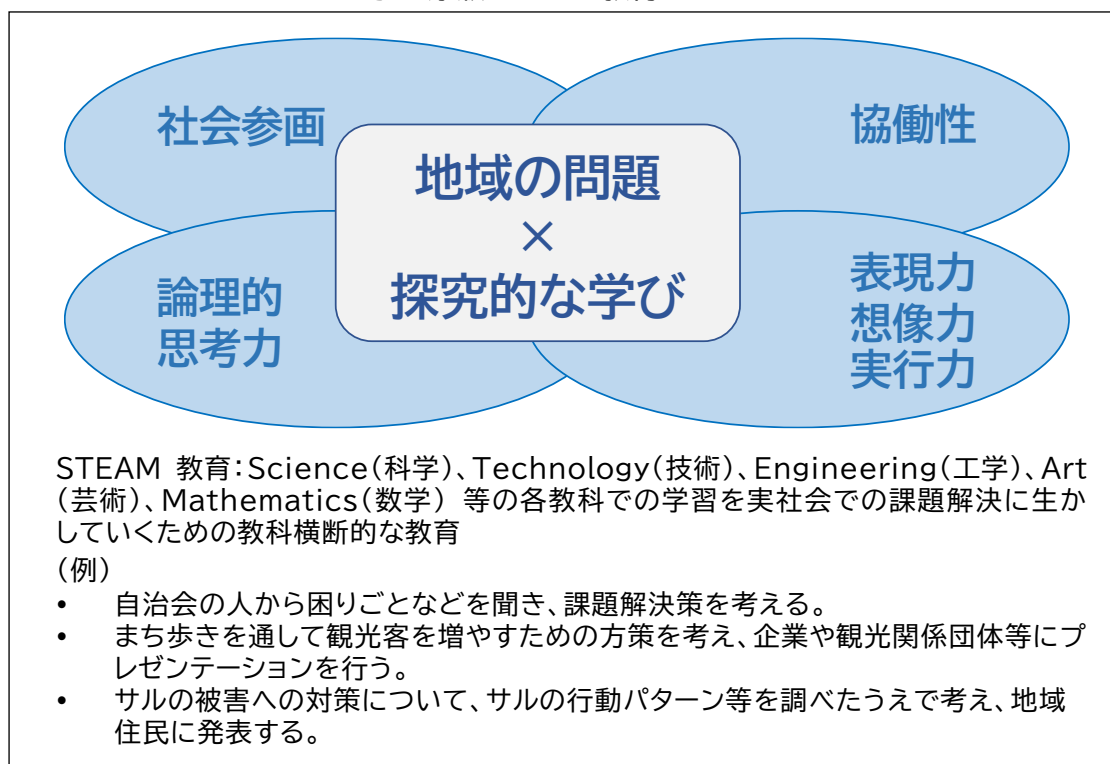 社会参画
協働性
地域の問題
×
探究的な学び
論理的
思考力
表現力
想像力
実行力
STEAM 教育：Science（科学）、Technology（技術）、Engineering（工学）、Art
（芸術）、Mathematics（数学） 等の各教科での学習を実社会での課題解決に生か
していくための教科横断的な教育
（例）
• 自治会の人から困りごとなどを聞き、課題解決策を考える。
• まち歩きを通して観光客を増やすための方策を考え、企業や観光関係団体等にプ
レゼンテーションを行う。
• サルの被害への対策について、サルの行動パターン等を調べたうえで考え、地域
住民に発表する。